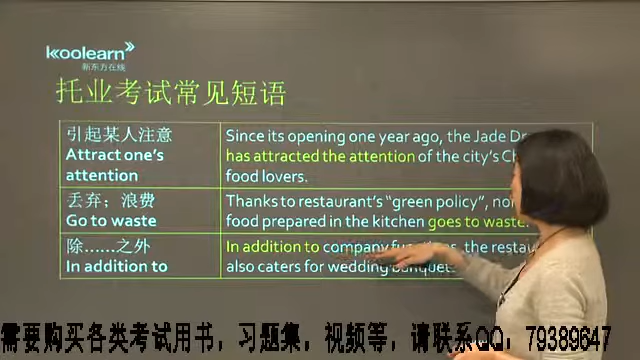 koolearn
新东方在线
托业考试常见短语
引起某人注意
Attract one's
attention
Since its opening one year ago, the Jade
has attracted the attention of the city's
food lovers.
丢弃；浪费
Go to waste
Thanks to restaurant's "green policy",
food prepared in the kitchen goes to waste.
除……之外
In addition to
In addition to company the
also caters for wedding banquets
需要购买各类考试用书，习题集，视频等，请联系QQ：79389647